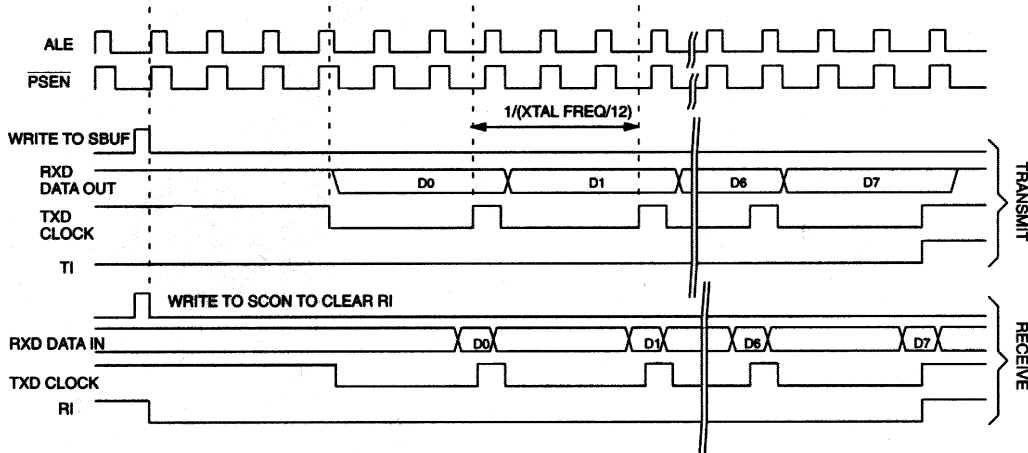 ALE
PSEN
1/(XTAL FREQ/12)
WRITE TO SBUF
RXD
DATA OUT
D0
D1
D6
D7
TXD
CLOCK
TI
TRANSMIT
WRITE TO SCON TO CLEAR RI
RXD DATA IN
D0
D1
D6
D7
TXD CLOCK
RI
RECEIVE